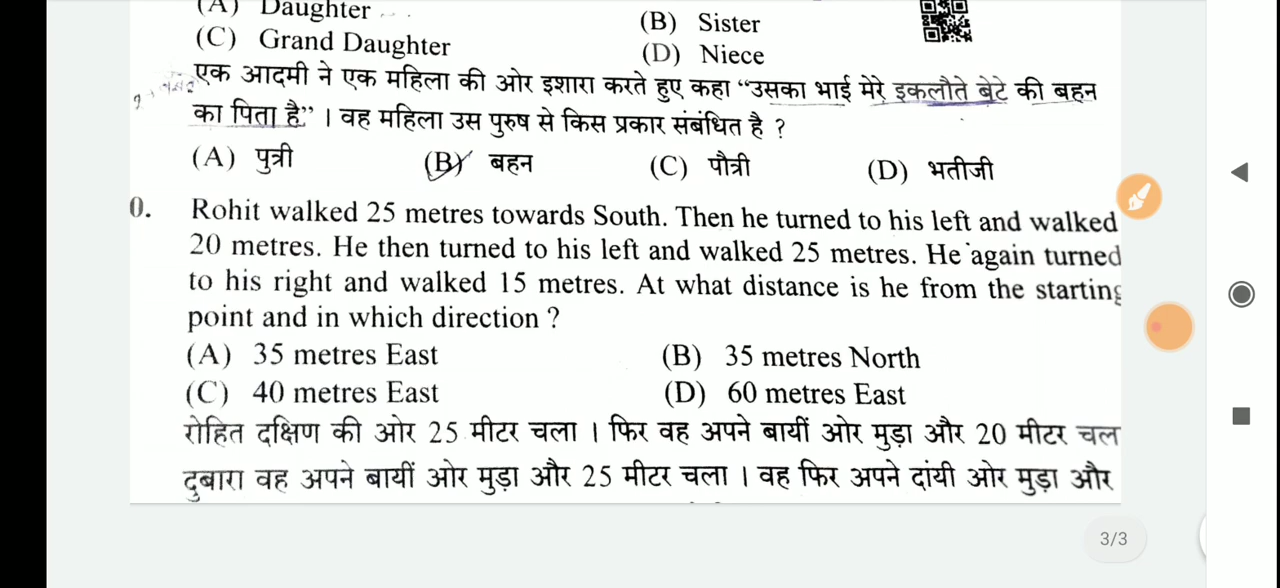 (A) Daughter
(B) Sister
(C) Grand Daughter
(D) Niece
एक आदमी ने एक महिला की ओर इशारा करते हुए कहा “उसका भाई मेरे इकलौते बेटे की बहन
का पिता है” । वह महिला उस पुरुष से किस प्रकार संबंधित है ?
(A) पुत्री (B) बहन (C) पौत्री (D) भतीजी
0. Rohit walked 25 metres towards South. Then he turned to his left and walked
20 metres. He then turned to his left and walked 25 metres. He again turned
to his right and walked 15 metres. At what distance is he from the starting
point and in which direction ?
(A) 35 metres East (B) 35 metres North
(C) 40 metres East (D) 60 metres East
रोहित दक्षिण की ओर 25 मीटर चला । फिर वह अपने बायीं ओर मुड़ा और 20 मीटर चल
दुबारा वह अपने बायीं ओर मुड़ा और 25 मीटर चला । वह फिर अपने दांयी ओर मुड़ा और
3/3